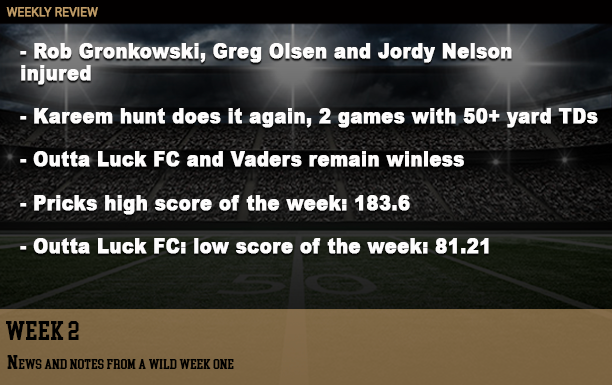 WEEKLY REVIEW
- Rob Gronkowski, Greg Olsen and Jordy Nelson
injured
- Kareem hunt does it again, 2 games with 50+ yard TDs
- Outta Luck FC and Vaders remain winless
- Pricks high score of the week: 183.6
- Outta Luck FC: low score of the week: 81.21
50
WEEK 2
News and notes from a wild week one